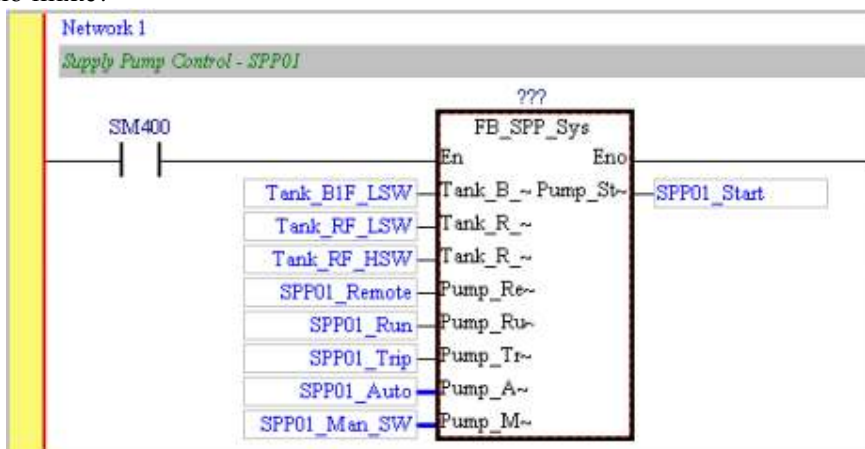 Network 1
Supply Pump Control - SPP01
???
SM400
FB_SPP_Sys
En Eno
Tank_B1F_LSW Tank_B_~ Pump_St~ SPP01_Start
Tank_RF_LSW Tank_R_~
Tank_RF_HSW Tank_R_~
SPP01_Remote Pump_Re~
SPP01_Run Pump_Ru~
SPP01_Trip Pump_Tr~
SPP01_Auto Pump_A~
SPP01_Man_SW Pump_M~